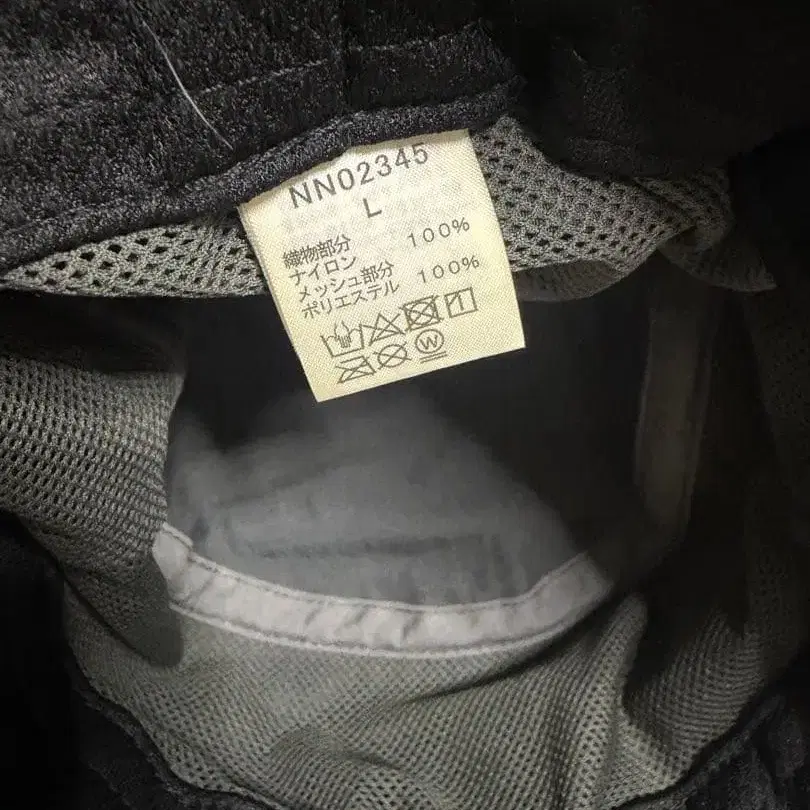 NN02345
L
織物部分
ナイロン 100%
メッシュ部分
ポリエステル 100%
W